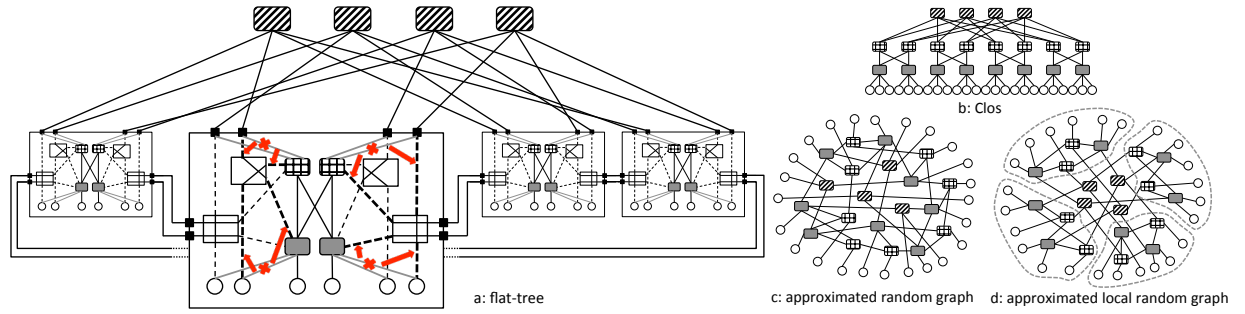 b: Clos
a: flat-tree
c: approximated random graph
d: approximated local random graph